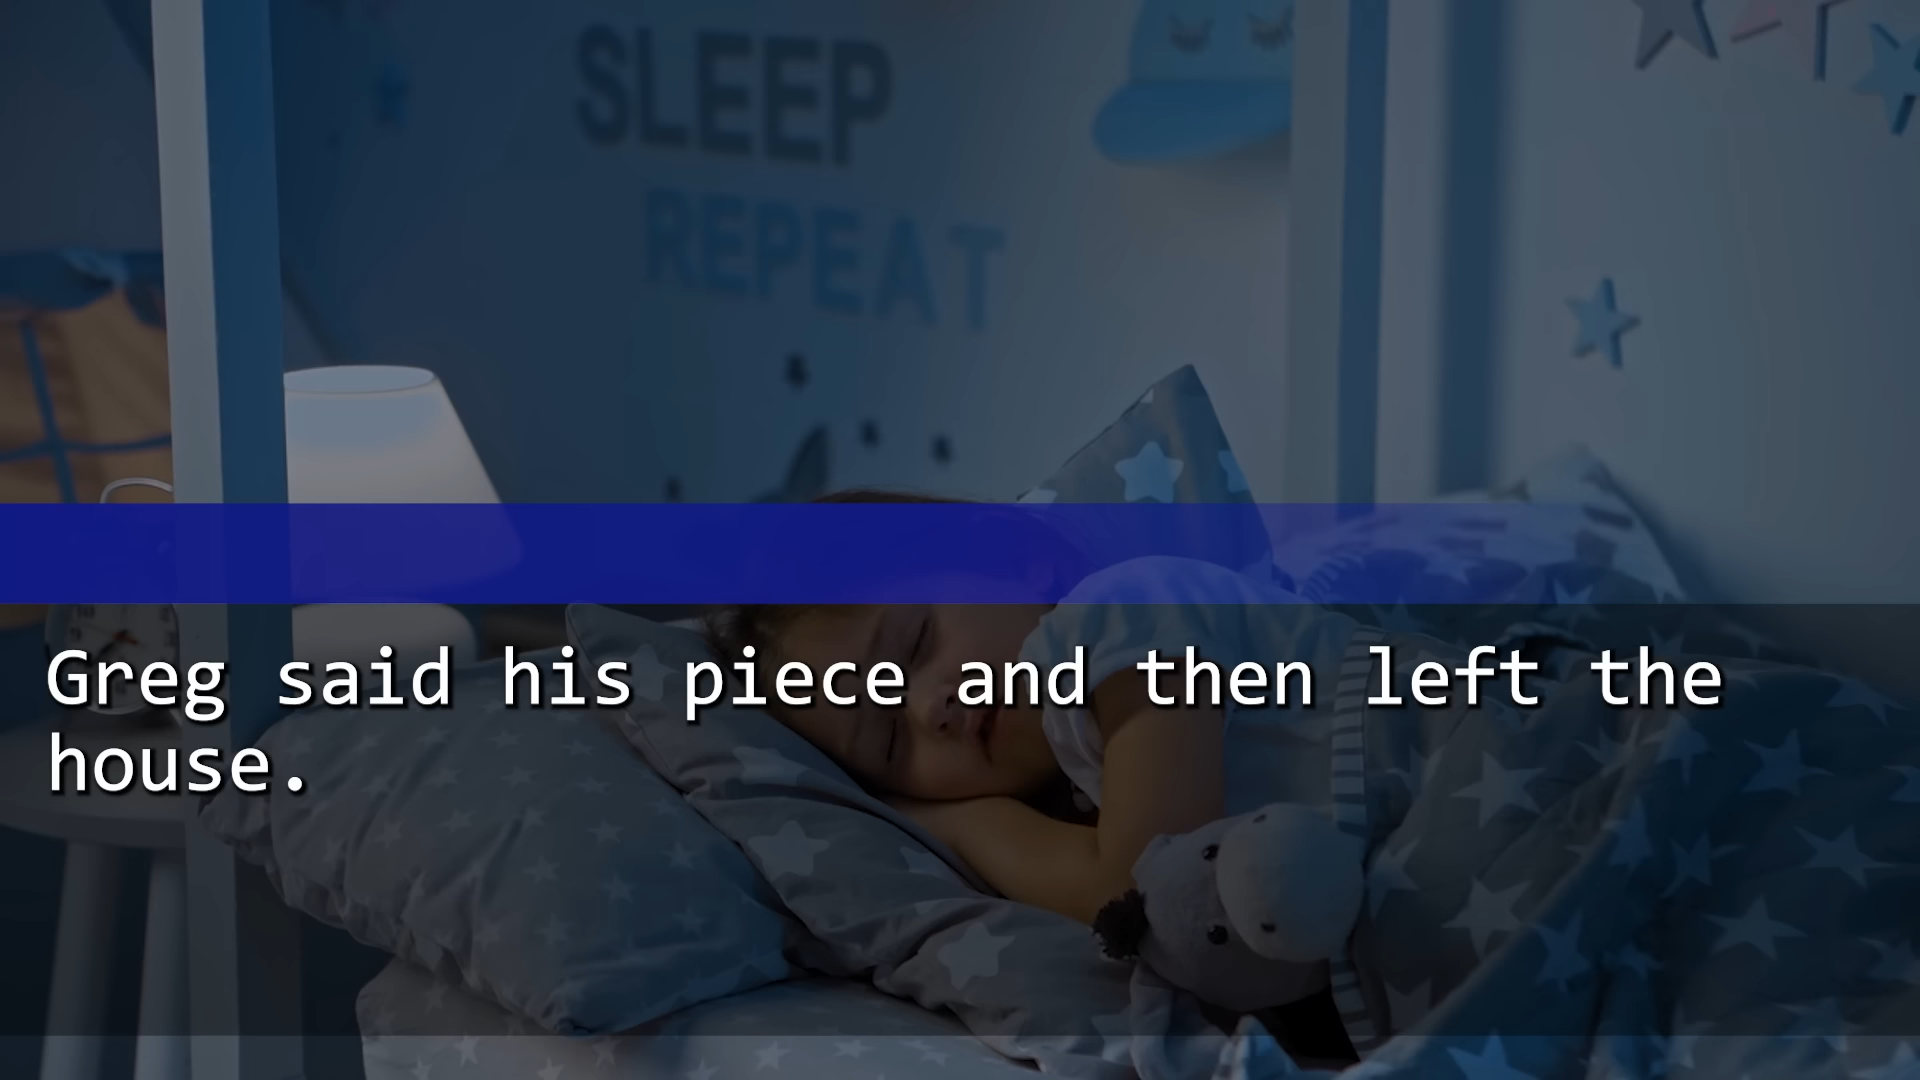 SLEEP
REPEAT
Greg said his piece and then left the
house.